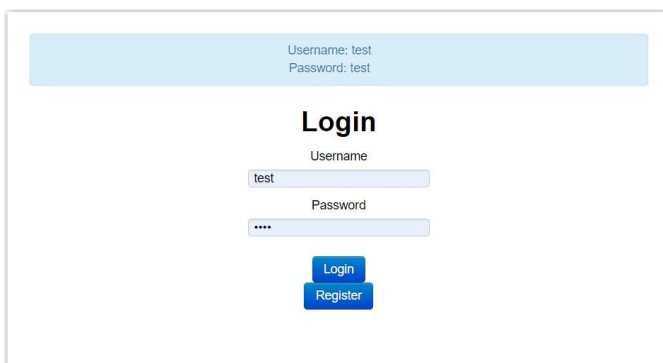 Username: test
Password: test
Login
Username
test
Password
••••
Login
Register